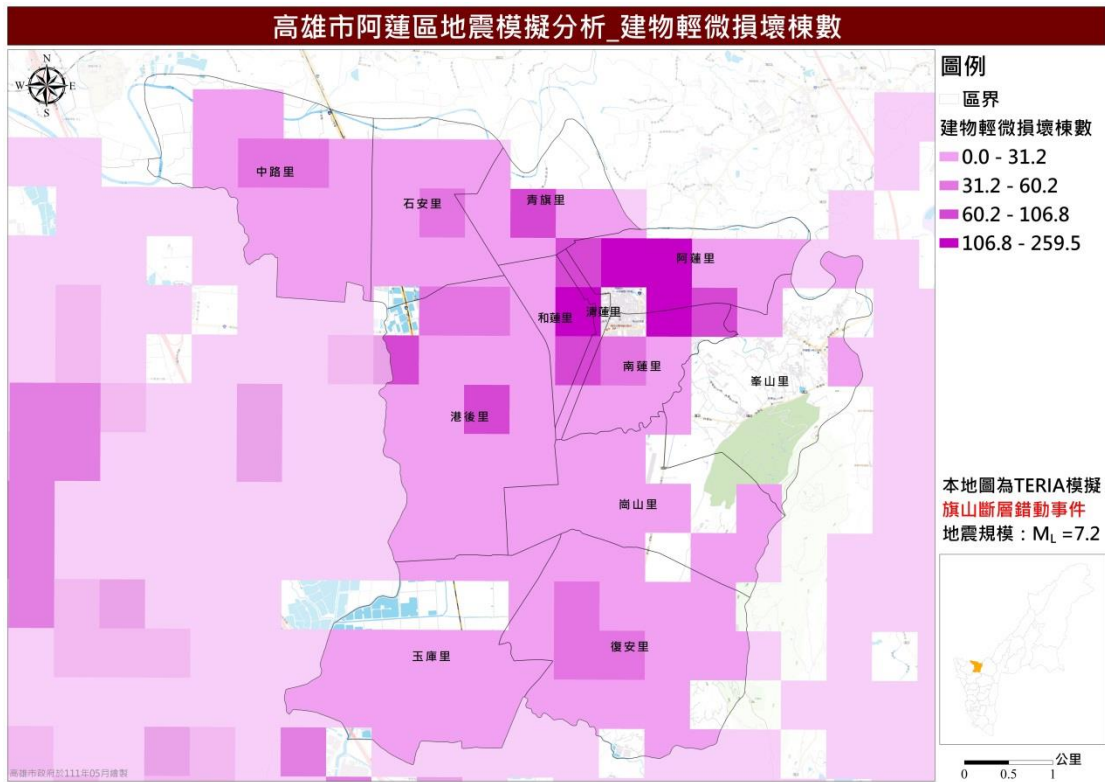 高雄市阿蓮區地震模擬分析_建物輕微損壞棟數
N
W
E
S
圖例
區界
建物輕微損壞棟數
0.0 - 31.2
31.2 - 60.2
60.2 - 106.8
106.8 - 259.5
中路里
石安里
青旗里
阿蓮里
和蓮里
清蓮里
南蓮里
峯山里
港後里
崗山里
玉庫里
復安里
本地圖為TERIA模擬
旗山斷層錯動事件
地震規模：ML =7.2
公里
0 0.5 1
高雄市政府於111年05月繪製